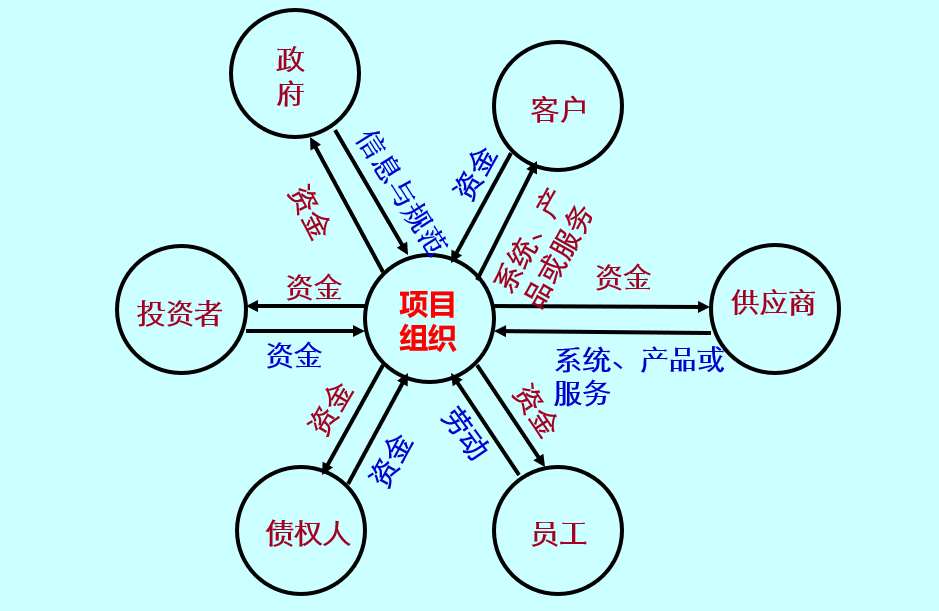 政
府
客户
信息与规范
资金
资金
系统、产
品或服务
投资者
资金
资金
项目
组织
资金
供应商
系统、产品或
服务
资金
资金
劳动
资金
债权人
员工